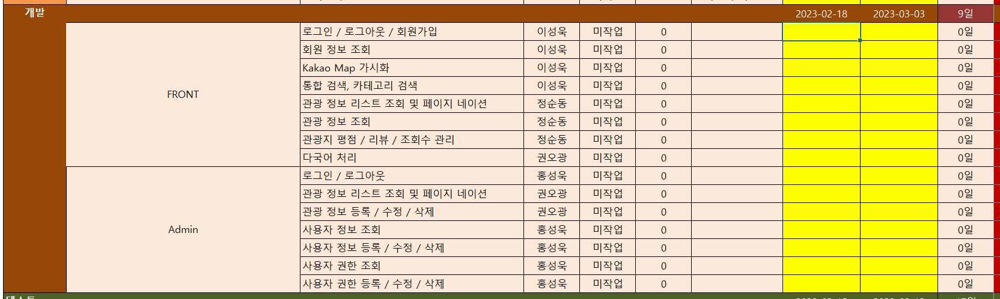 개발 2023-02-18 2023-03-03 9일
로그인 / 로그아웃 / 회원가입 이성욱 미작업 0 0일
회원 정보 조회 이성욱 미작업 0 0일
Kakao Map 가시화 이성욱 미작업 0 0일
통합 검색, 카테고리 검색 이성욱 미작업 0 0일
FRONT
관광 정보 리스트 조회 및 페이지 네이션 정순동 미작업 0 0일
관광 정보 조회 정순동 미작업 0 0일
관광지 평점 / 리뷰 / 조회수 관리 정순동 미작업 0 0일
다국어 처리 권오광 미작업 0 0일
로그인 / 로그아웃 홍성욱 미작업 0 0일
관광 정보 리스트 조회 및 페이지 네이션 권오광 미작업 0 0일
관광 정보 등록 / 수정 / 삭제 권오광 미작업 0 0일
Admin 사용자 정보 조회 홍성욱 미작업 0 0일
사용자 정보 등록 / 수정 / 삭제 홍성욱 미작업 0 0일
사용자 권한 조회 홍성욱 미작업 0 0일
사용자 권한 등록 / 수정 / 삭제 홍성욱 미작업 0 0일